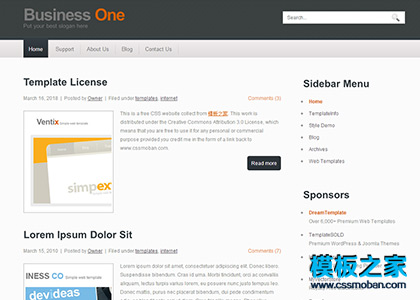 Business One
Put your best slogan here
Search...
Home
Support
About Us
Blog
Contact Us
Template License
March 16, 2016 | Posted by Owner | Filed under templates, internet
Comments (3)
Ventix Simple web template
simpex
This is a free CSS website coded from 模板之家. This work is
distributed under the Creative Commons Attribution 3.0 License, which
means that you are free to use it for any personal or commercial
purpose provided you credit me in the form of a link back to
www.cssmoban.com
Read more
Sidebar Menu
Home
TemplateInfo
Style Demo
Blog
Archives
Web Templates
Sponsors
DreamTemplate
Over 6,000+ Premium Web Templates
TemplateSOLD
Premium WordPress & Joomla Themes
Lorem Ipsum Dolor Sit
March 15, 2010 | Posted by Owner | Filed under templates, internet
Comments (7)
INESS CO Simple web template
ideas
Lorem ipsum dolor sit amet, consectetuer adipiscing elit. Donec libero.
Suspendisse bibendum. Cras id urna. Morbi tincidunt, orci ac convallis
aliquam, lectus turpis varius lorem, eu posuere nunc justo tempus leo.
Donec mattis, purus nec placerat bibendum, dui pede condimentum
模板之家
www.cssmoban.com